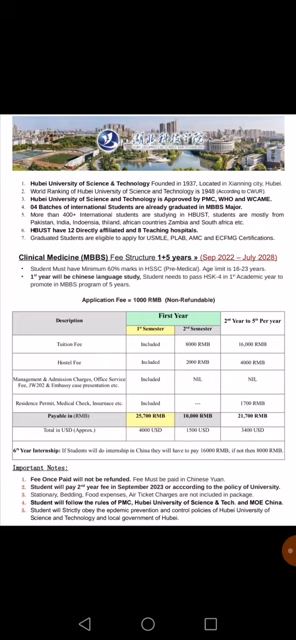 湖北科技学院
1. Hubei University of Science & Technology Founded in 1937, Located in Xianning city, Hubei.
2. World Ranking of Hubei University of Science and Technology is 1948 (According to CWUR)
3. Hubei University of Science and Technology is Approved by PMC, WHO and WCAME.
4. 04 Batches of international Students are already graduated in MBBS Major.
5. More than 400+ International students are studying in HBUST, students are mostly from
Pakistan, India, Indoensia, thiland, african countries Zambia and South africa etc.
6. HBUST have 12 Directly affiliated and 8 Teaching hospitals.
7. Graduated Students are eligible to apply for USMLE, PLAB, AMC and ECFMG Certifications.
Clinical Medicine (MBBS) Fee Structure 1+5 years » (Sep 2022 – July 2028)
• Student Must have Minimum 60% marks in HSSC (Pre-Medical). Age limit is 16-23 years.
• 1st year will be chinese language study, Student needs to pass HSK-4 in 1st Academic year to
promote in MBBS program of 5 years.
Application Fee = 1000 RMB (Non-Refundable)
Description First Year 2nd Year to 5th Per year
1st Semester 2nd Semester
Tuition Fee Included 8000 RMB 16,000 RMB
Hostel Fee Included 2000 RMB 4000 RMB
Management & Admission Charges, Office Service
Fee, JW202 & Embassy case presentation etc. Included NIL NIL
Residence Permit, Medical Check, Insurnace etc. Included --- 1700 RMB
Payable in (RMB) 25,700 RMB 10,000 RMB 21,700 RMB
Total in USD (Approx.) 4000 USD 1500 USD 3400 USD
6th Year Internship: If Students will do internship in China they will have to pay 16000 RMB, if not then 8000 RMB.
Important Notes:
1. Fee Once Paid will not be refunded. Fee Must be paid in Chinese Yuan.
2. Student will pay 2nd year fee in September 2023 or acccording to the policy of University.
3. Stationary, Bedding, Food expenses, Air Ticket Charges are not included in package.
4. Student will follow the rules of PMC, Hubei University of Science & Tech. and MOE China.
5. Student will Strictly obey the epdemic prevention and control policies of Hubei University of
Science and Technology and local government of Hubei.